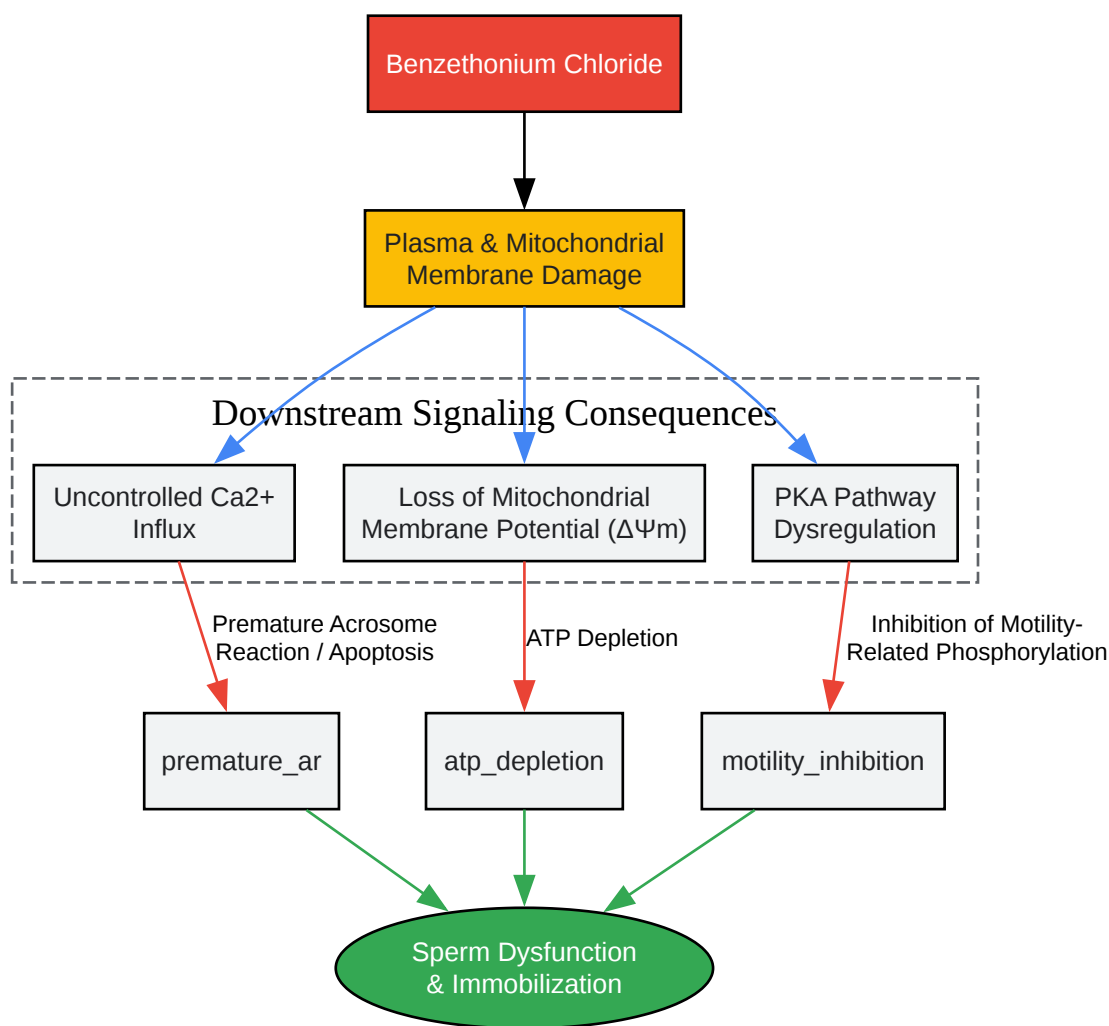 Benzethonium Chloride
Plasma & Mitochondrial
Membrane Damage
Downstream Signaling Consequences
Uncontrolled Ca2+
Influx
Loss of Mitochondrial
Membrane Potential (ΔΨm)
PKA Pathway
Dysregulation
Premature Acrosome
Reaction / Apoptosis
ATP Depletion
Inhibition of Motility-
Related Phosphorylation
premature_ar
atp_depletion
motility_inhibition
Sperm Dysfunction
& Immobilization